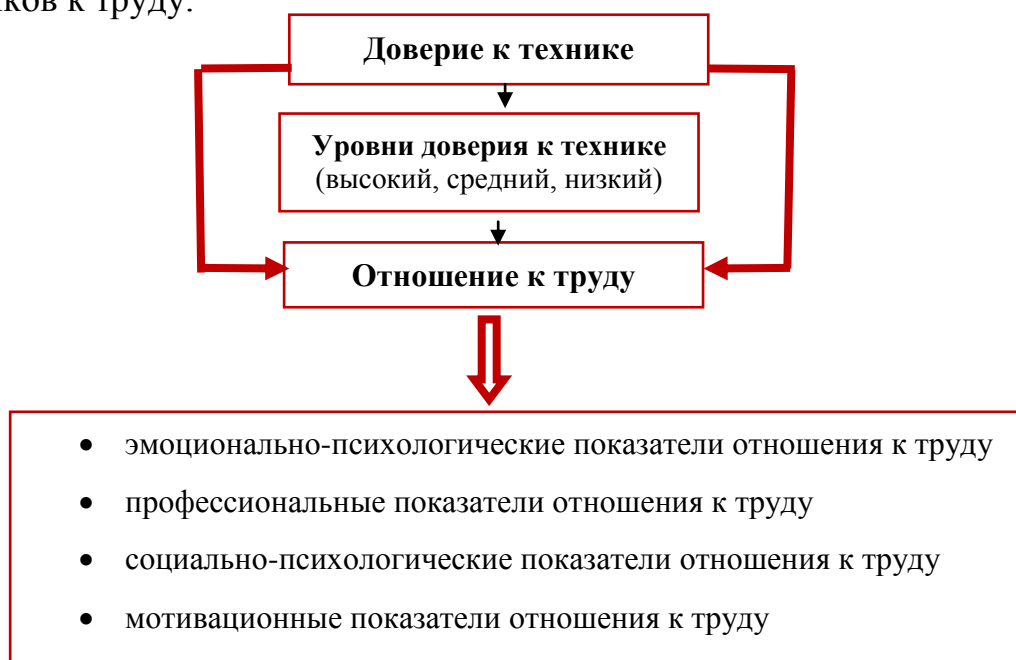 ков к труду.
Доверие к технике
Уровни доверия к технике
(высокий, средний, низкий)
Отношение к труду
• эмоционально-психологические показатели отношения к труду
• профессиональные показатели отношения к труду
• социально-психологические показатели отношения к труду
• мотивационные показатели отношения к труду